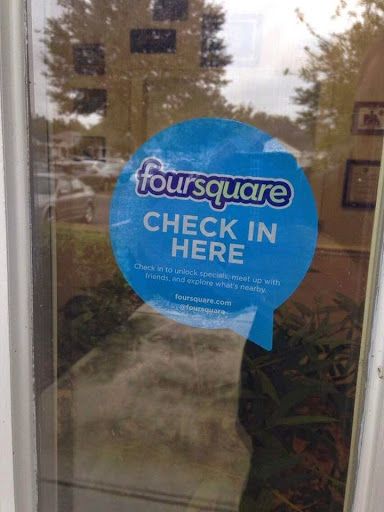 foursquare
CHECK IN
HERE
Check in to unlock specials, meet up with
friends, and explore what's nearby.
foursquare.com
@foursquare